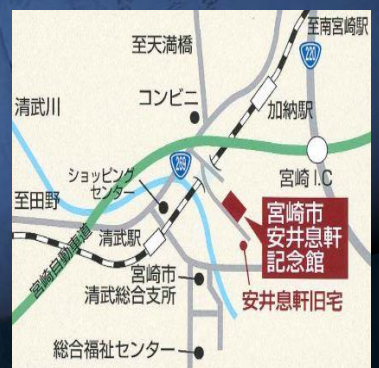 至南宮崎駅
至天満橋
220
コンビニ
加納駅
清武川
269
ショッピング
センター
宮崎I.C
至田野
宮崎市
安井息軒
記念館
清武駅
宮崎自動車道
宮崎市
清武総合支所
安井息軒旧宅
総合福祉センター